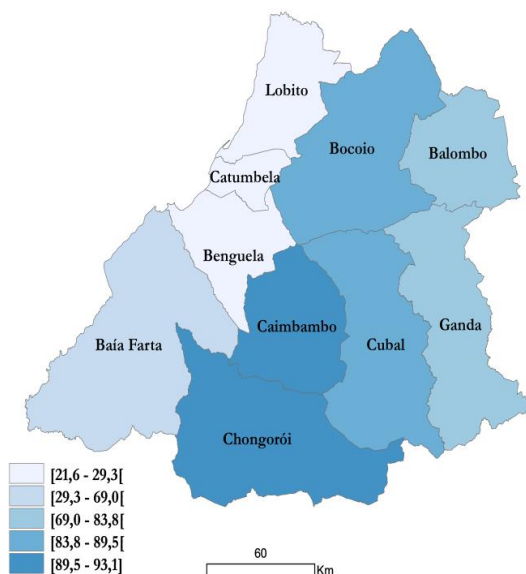 Lobito
Bocoio
Balombo
Catumbela
Benguela
Caimbambo
Ganda
Baía Farta
Cubal
Chongorói
[21,6 - 29,3[
[29,3 - 69,0[
[69,0 - 83,8[
[83,8 - 89,5[
[89,5 - 93,1]
60
Km